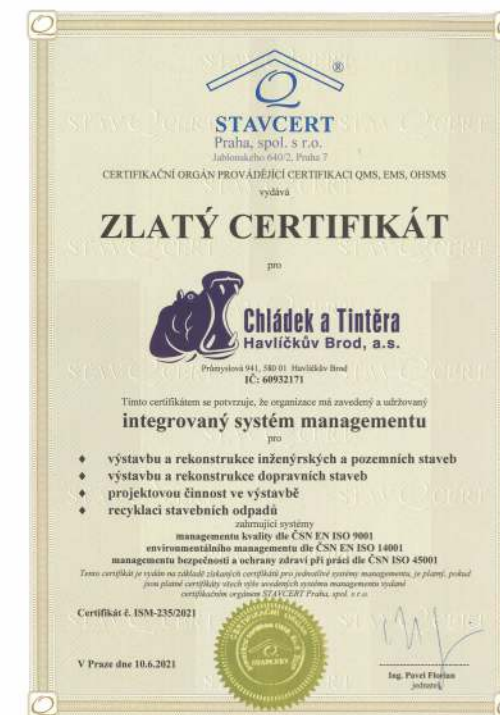 ®
Q
STAVCERT
Praha, spol. s r.o.
Jablonského 640/2, Praha 7
CERTIFIKAČNÍ ORGÁN PROVÁDĚJÍCÍ CERTIFIKACI QMS, EMS, OHSMS
vydává
ZLATÝ CERTIFIKÁT
pro
Chládek a Tintěra
Havlíčkův Brod, a.s.
Průmyslová 941, 580 01 Havlíčkův Brod
IČ: 60932171
Tímto certifikátem se potvrzuje, že organizace má zavedený a udržovaný
integrovaný systém managementu
pro
♦ výstavbu a rekonstrukce inženýrských a pozemních staveb
♦ výstavbu a rekonstrukce dopravních staveb
♦ projektovou činnost ve výstavbě
♦ recyklaci stavebních odpadů
zahrnující systémy
managementu kvality dle ČSN EN ISO 9001
environmentálního managementu dle ČSN EN ISO 14001
managementu bezpečnosti a ochrany zdraví při práci dle ČSN ISO 45001
Tento certifikát je vydán na základě získaných certifikátů pro jednotlivé systémy managementu, je platný, pokud
jsou platné certifikáty všech výše uvedených systémů managementu vydané
certifikačním orgánem STAVCERT Praha, spol. s r.o.
Certifikát č. ISM-235/2021
V Praze dne 10.6.2021
STAVCERT
Ing. Pavel Florian
jednatel